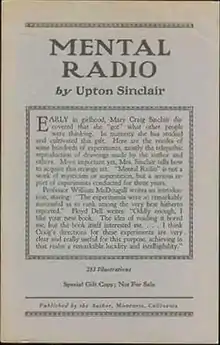 MENTAL
RADIO
by Upton Sinclair
EARLY in girlhood, Mary Craig Sinclair dis-
covered that she "got" what other people
were thinking. In maturity she has studied
and cultivated this gift. Here are the results of
some hundreds of experiments, mostly the telepathic
reproduction of drawings made by the author and
others. Most important yet, Mrs. Sinclair tells how
to acquire this strange art. "Mental Radio" is not a
work of mysticism or superstition, but a serious re-
port of experiments conducted for three years.
Professor William McDougall writes an introduc-
tion, stating: "The experiments were so remarkably
successful as to rank among the very best hitherto
reported." Floyd Dell writes: "Oddly enough, I
like your new book. The idea of reading it bored
me, but the book itself interested me. . . . I think
Craig's directions for these experiments are very
clear and really useful for this purpose, achieving in
that realm a remarkable lucidity and intelligibility."
213 Illustrations
Special Gift Copy; Not For Sale
Published by the Author, Monrovia, California